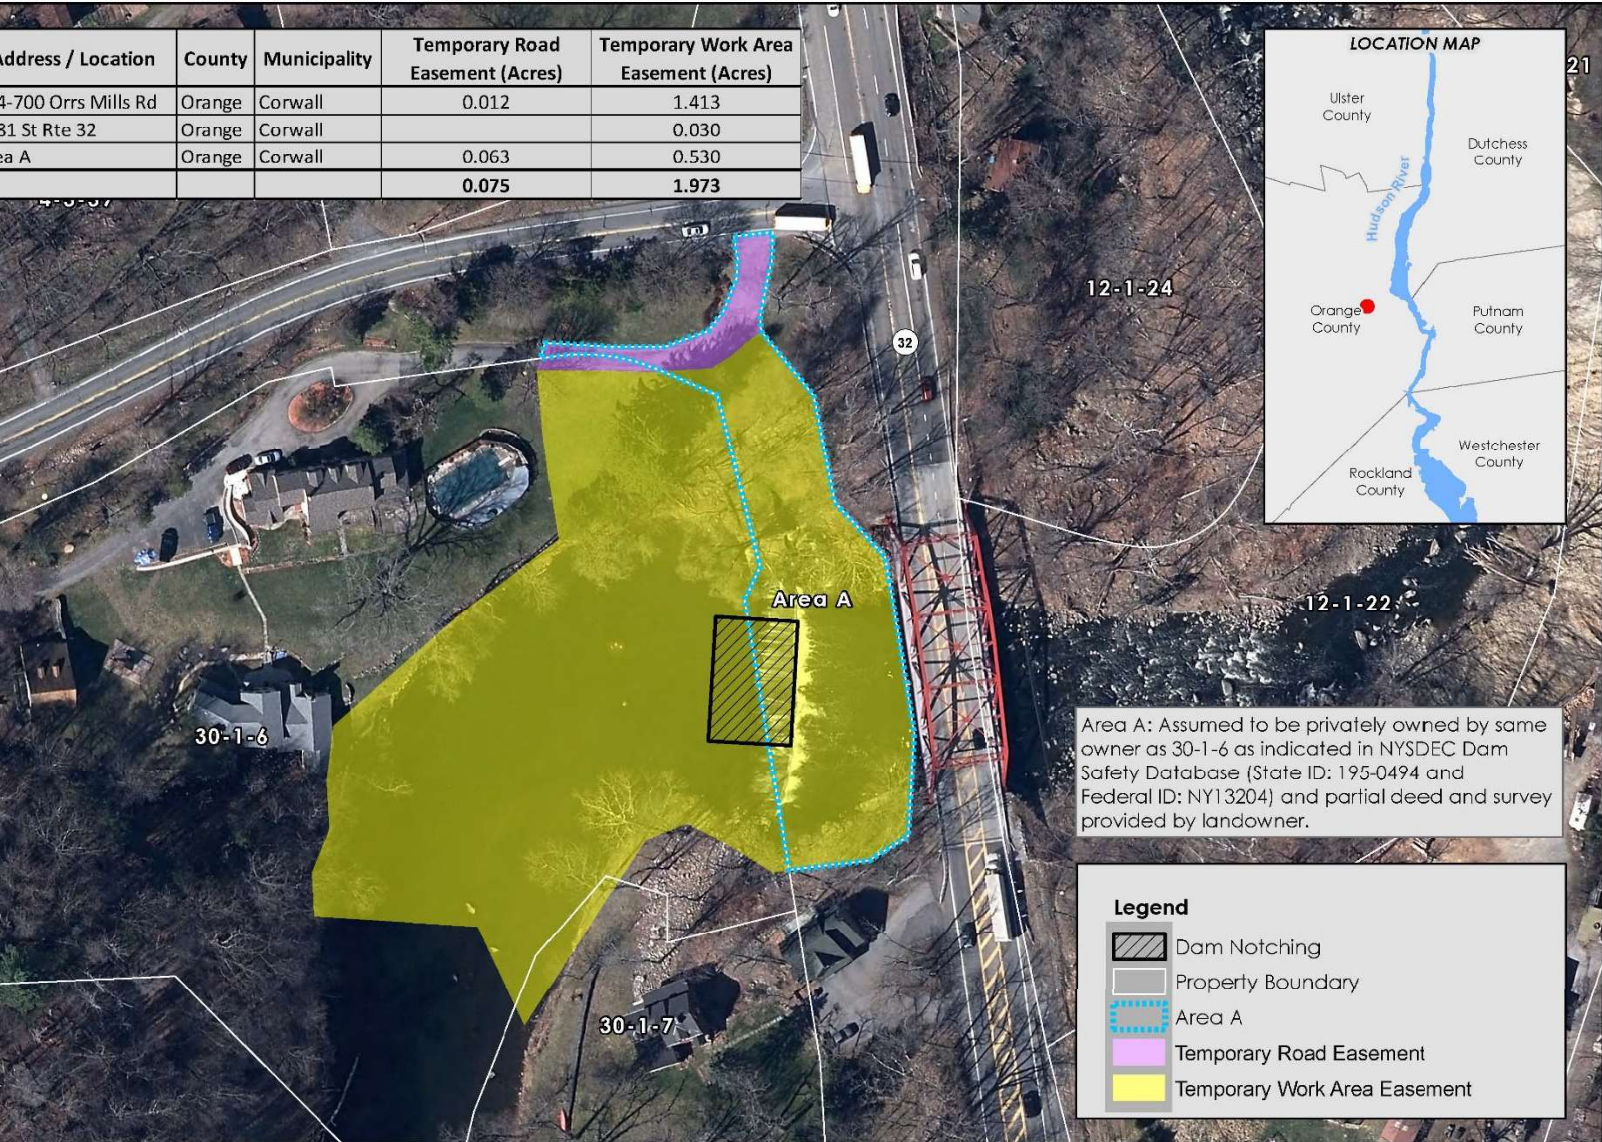 Address / Location County Municipality Temporary Road Easement (Acres) Temporary Work Area Easement (Acres)
4-700 Orrs Mills Rd Orange Corwall 0.012 1.413
81 St Rte 32 Orange Corwall 0.030
ea A Orange Corwall 0.063 0.530
0.075 1.973
LOCATION MAP
Ulster
County
Dutchess
County
Hudson River
Orange
County
Putnam
County
Westchester
County
Rockland
County
21
12-1-24
32
Area A
12-1-22
30-1-6
30-1-7
Area A: Assumed to be privately owned by same
owner as 30-1-6 as indicated in NYSDEC Dam
Safety Database (State ID: 195-0494 and
Federal ID: NY13204) and partial deed and survey
provided by landowner.
Legend
Dam Notching
Property Boundary
Area A
Temporary Road Easement
Temporary Work Area Easement